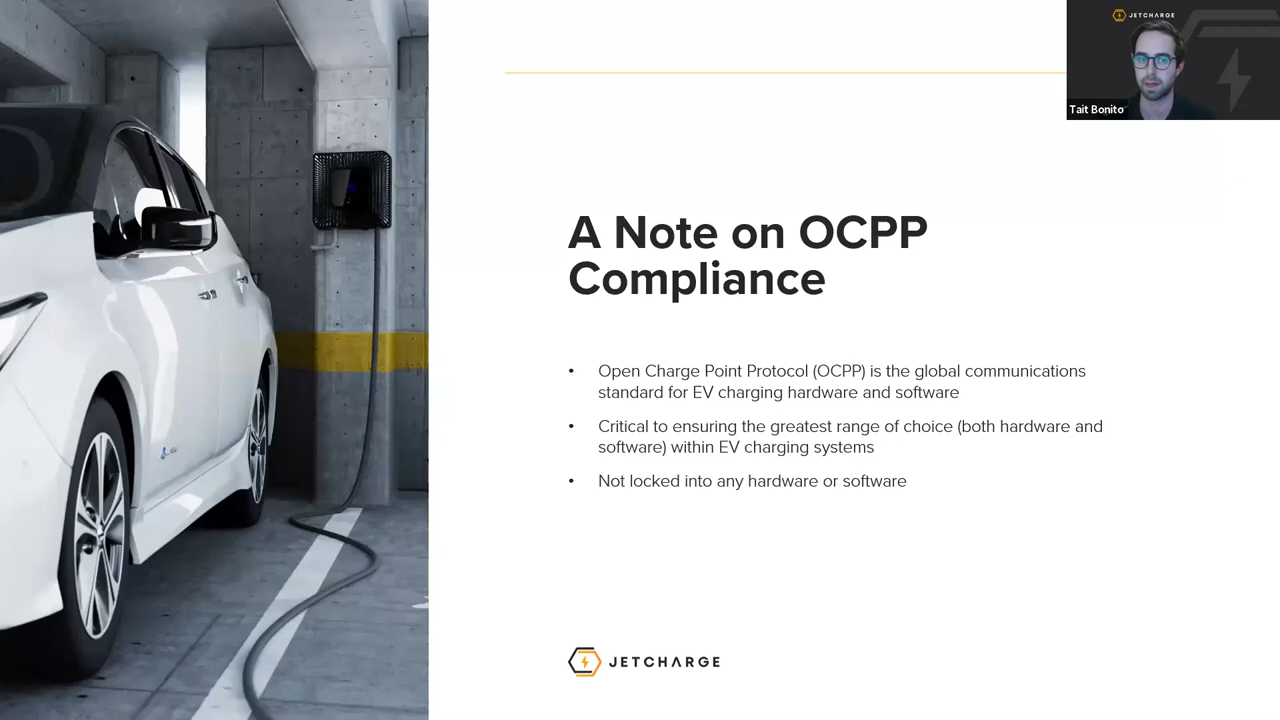 JETCHARGE
Tait Bonito
A Note on OCPP
Compliance
• Open Charge Point Protocol (OCPP) is the global communications
standard for EV charging hardware and software
• Critical to ensuring the greatest range of choice (both hardware and
software) within EV charging systems
• Not locked into any hardware or software
JETCHARGE